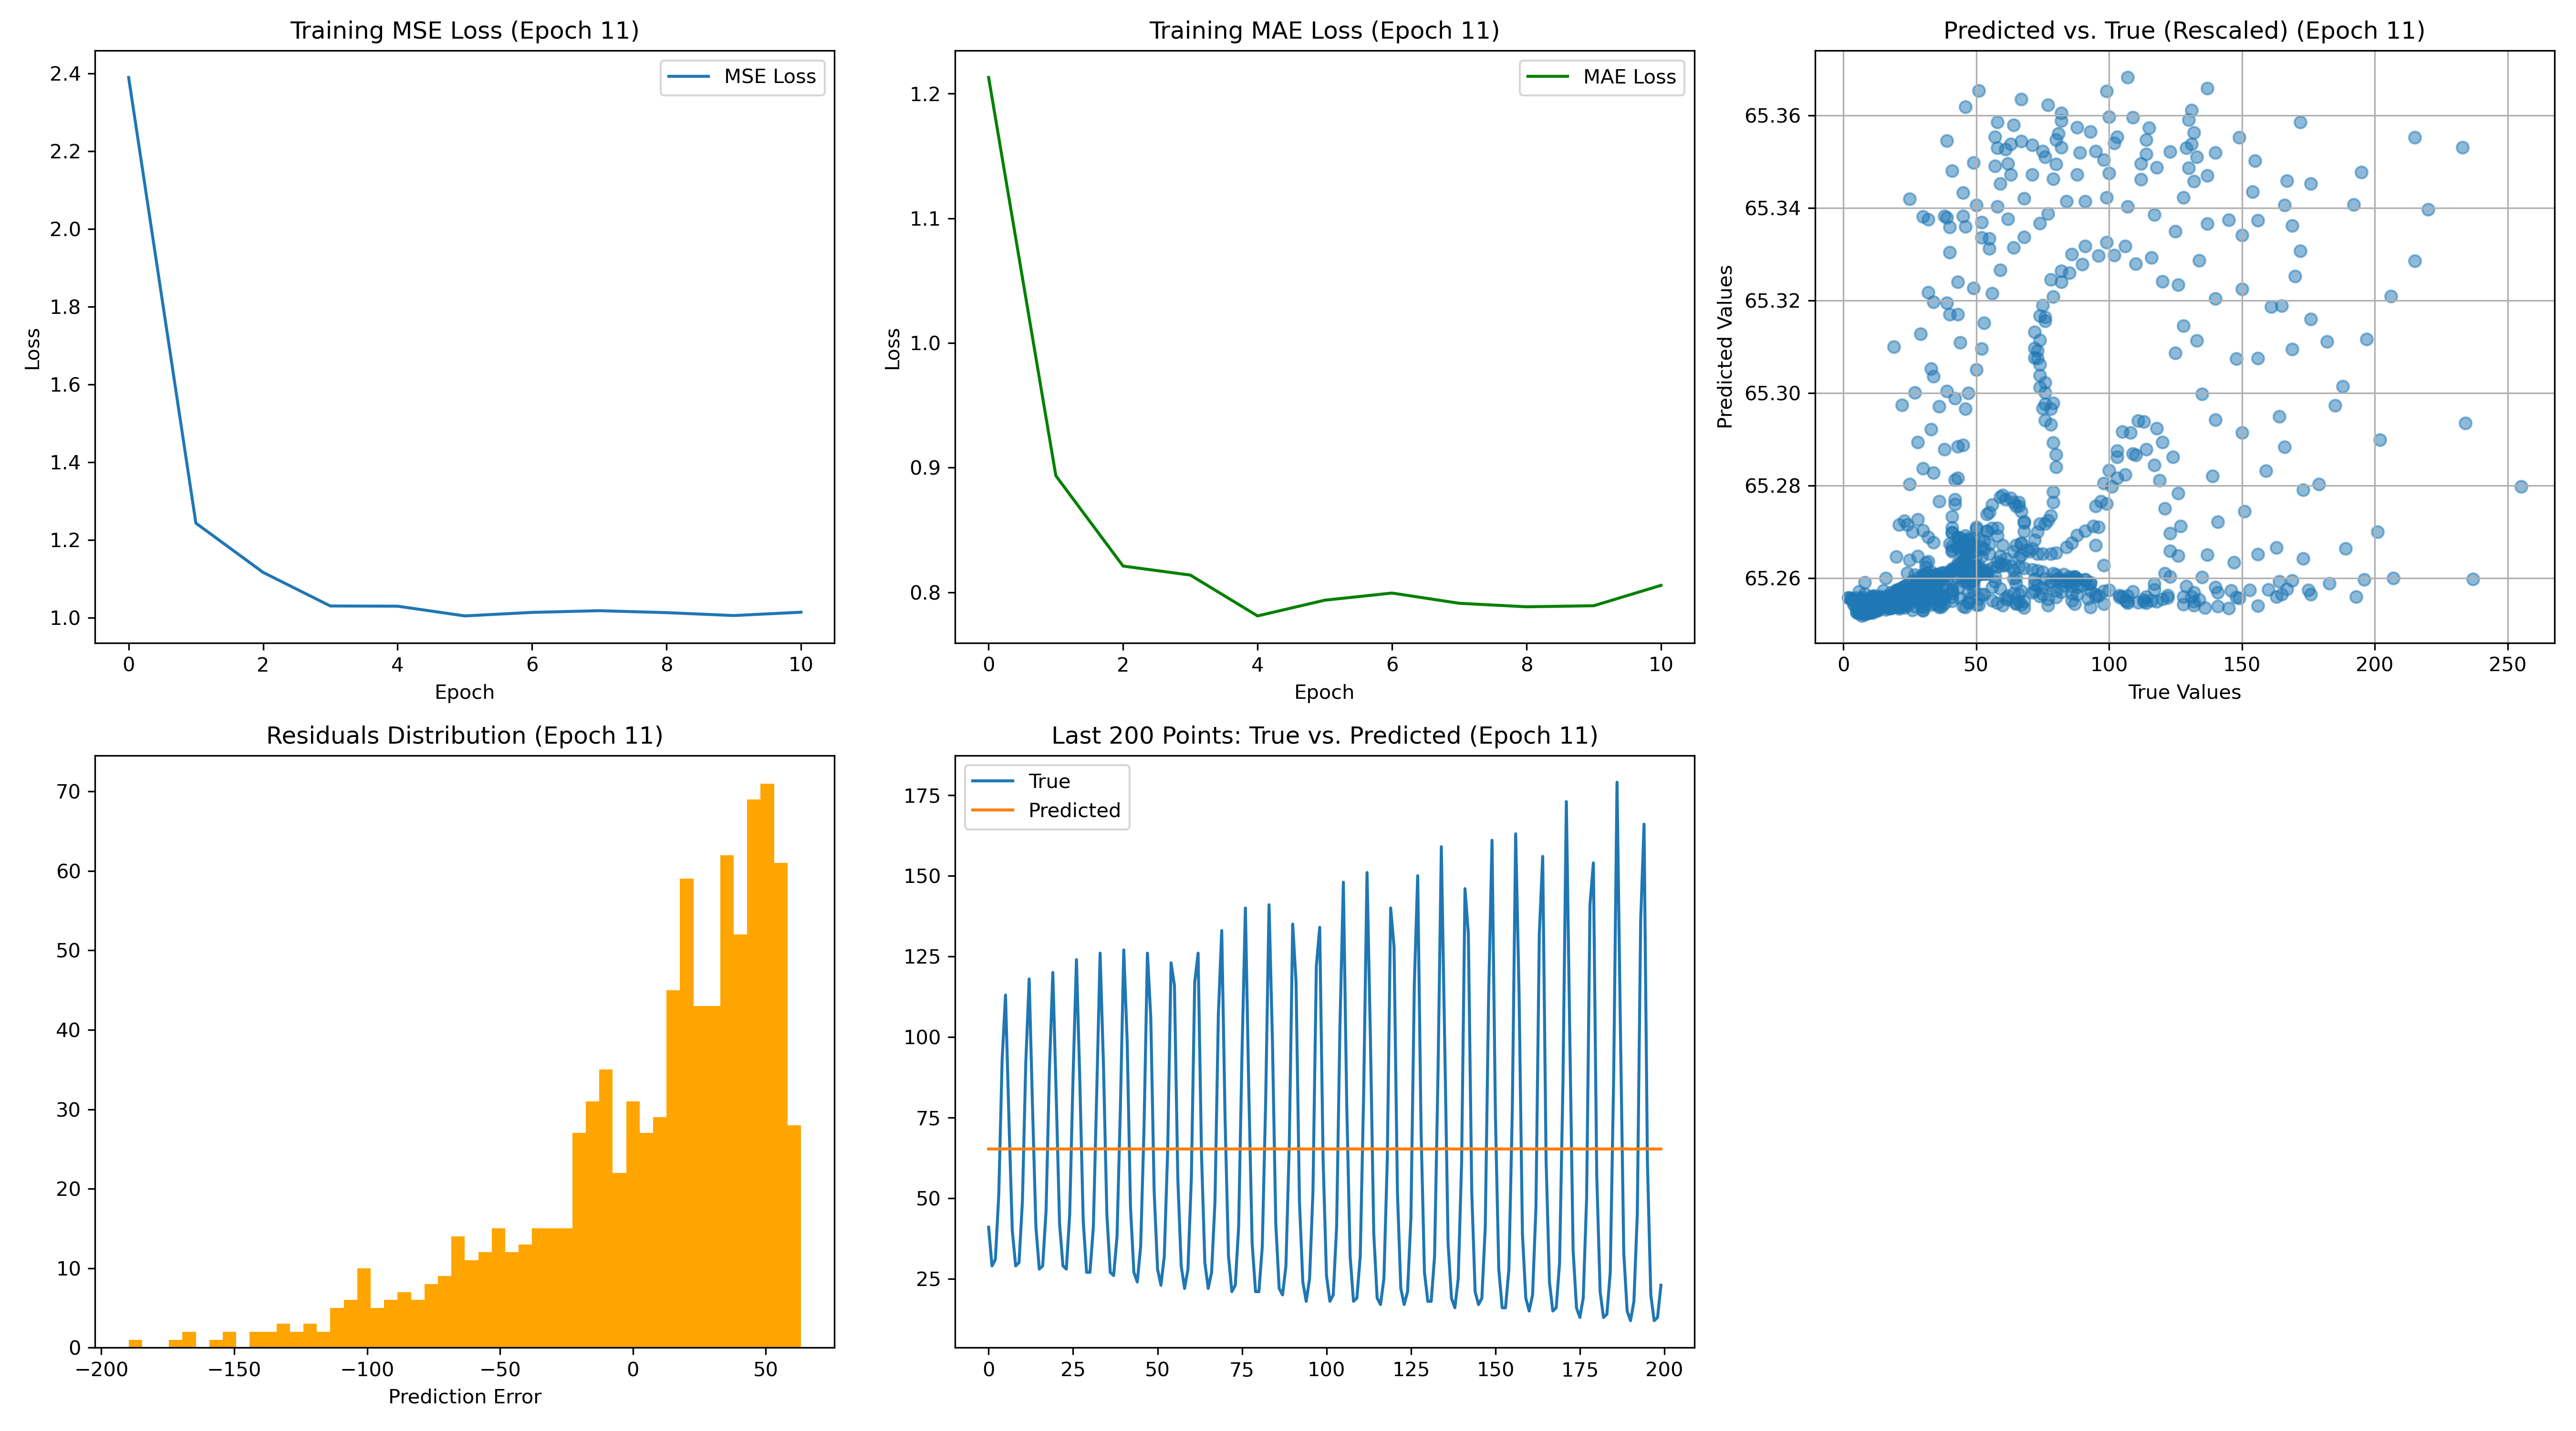 Training MSE Loss (Epoch 11)
MSE Loss
2.4
2.2
2.0
1.8
1.6
1.4
1.2
1.0
Loss
0 2 4 6 8 10
Epoch
Training MAE Loss (Epoch 11)
MAE Loss
1.2
1.1
1.0
0.9
0.8
Loss
0 2 4 6 8 10
Epoch
Predicted vs. True (Rescaled) (Epoch 11)
65.36
65.34
65.32
65.30
65.28
65.26
Predicted Values
0 50 100 150 200 250
True Values
Residuals Distribution (Epoch 11)
70
60
50
40
30
20
10
0
−200 −150 −100 −50 0 50
Prediction Error
Last 200 Points: True vs. Predicted (Epoch 11)
True
Predicted
175
150
125
100
75
50
25
0 25 50 75 100 125 150 175 200